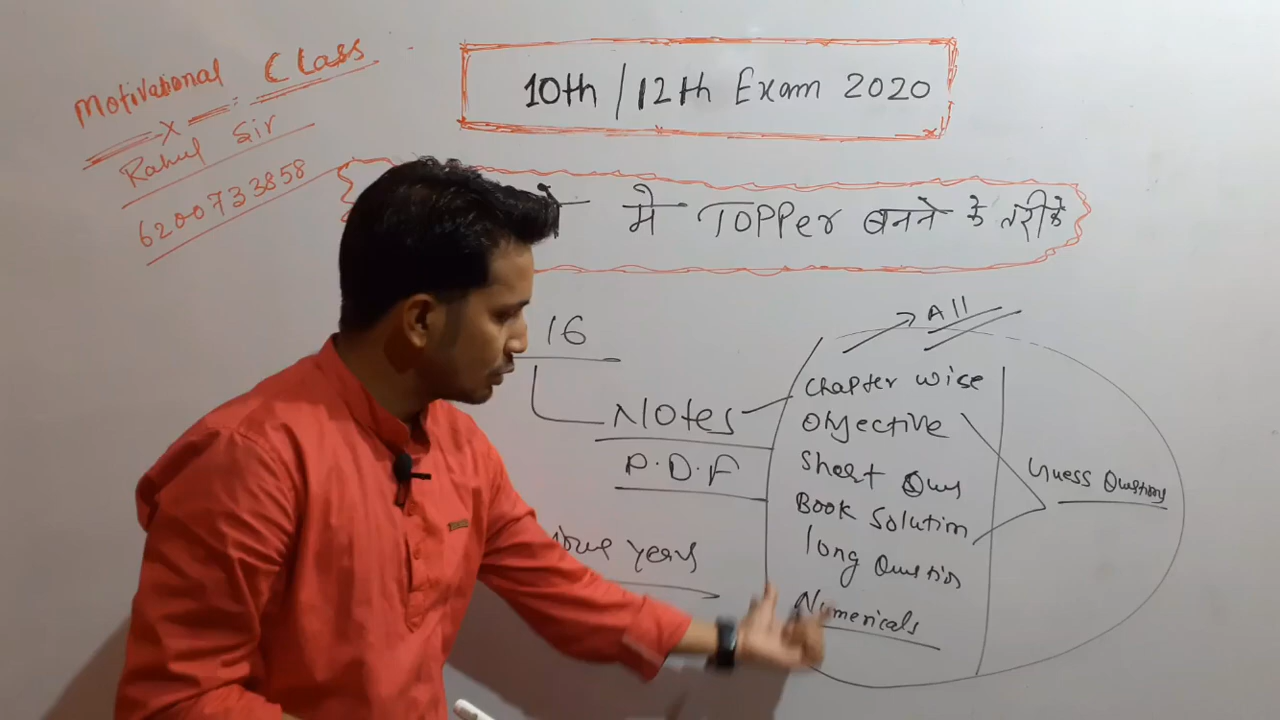 Motivational Class
Rahul Sir
6200733858
10th / 12th Exam 2020
में TOPPer बनने के तरीके
16
Notes
P.D.F
years
All
Chapter wise
Objective
Short Qus
Book Solution
long Question
Numericals
Guess Questions